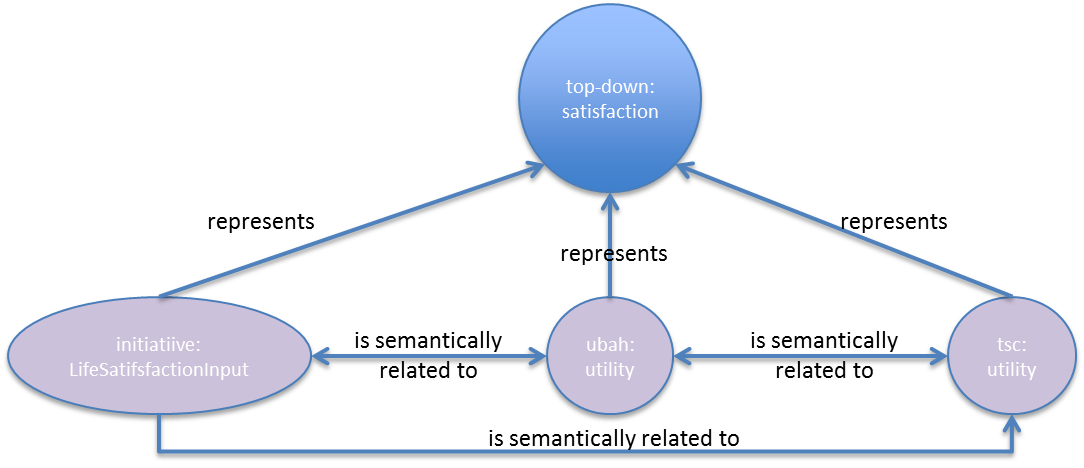 top-down:
satisfaction
represents
represents
represents
initiatiive:
LifeSatifsfactionInput
is semantically
related to
ubah:
utility
is semantically
related to
tsc:
utility
is semantically related to